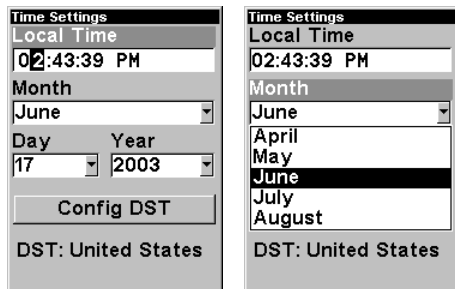 Time Settings
Local Time
02:43:39 PM
Month
June
Day Year
17 2003
Config DST
DST: United States
Time Settings
Local Time
02:43:39 PM
Month
June
April
May
June
July
August
DST: United States